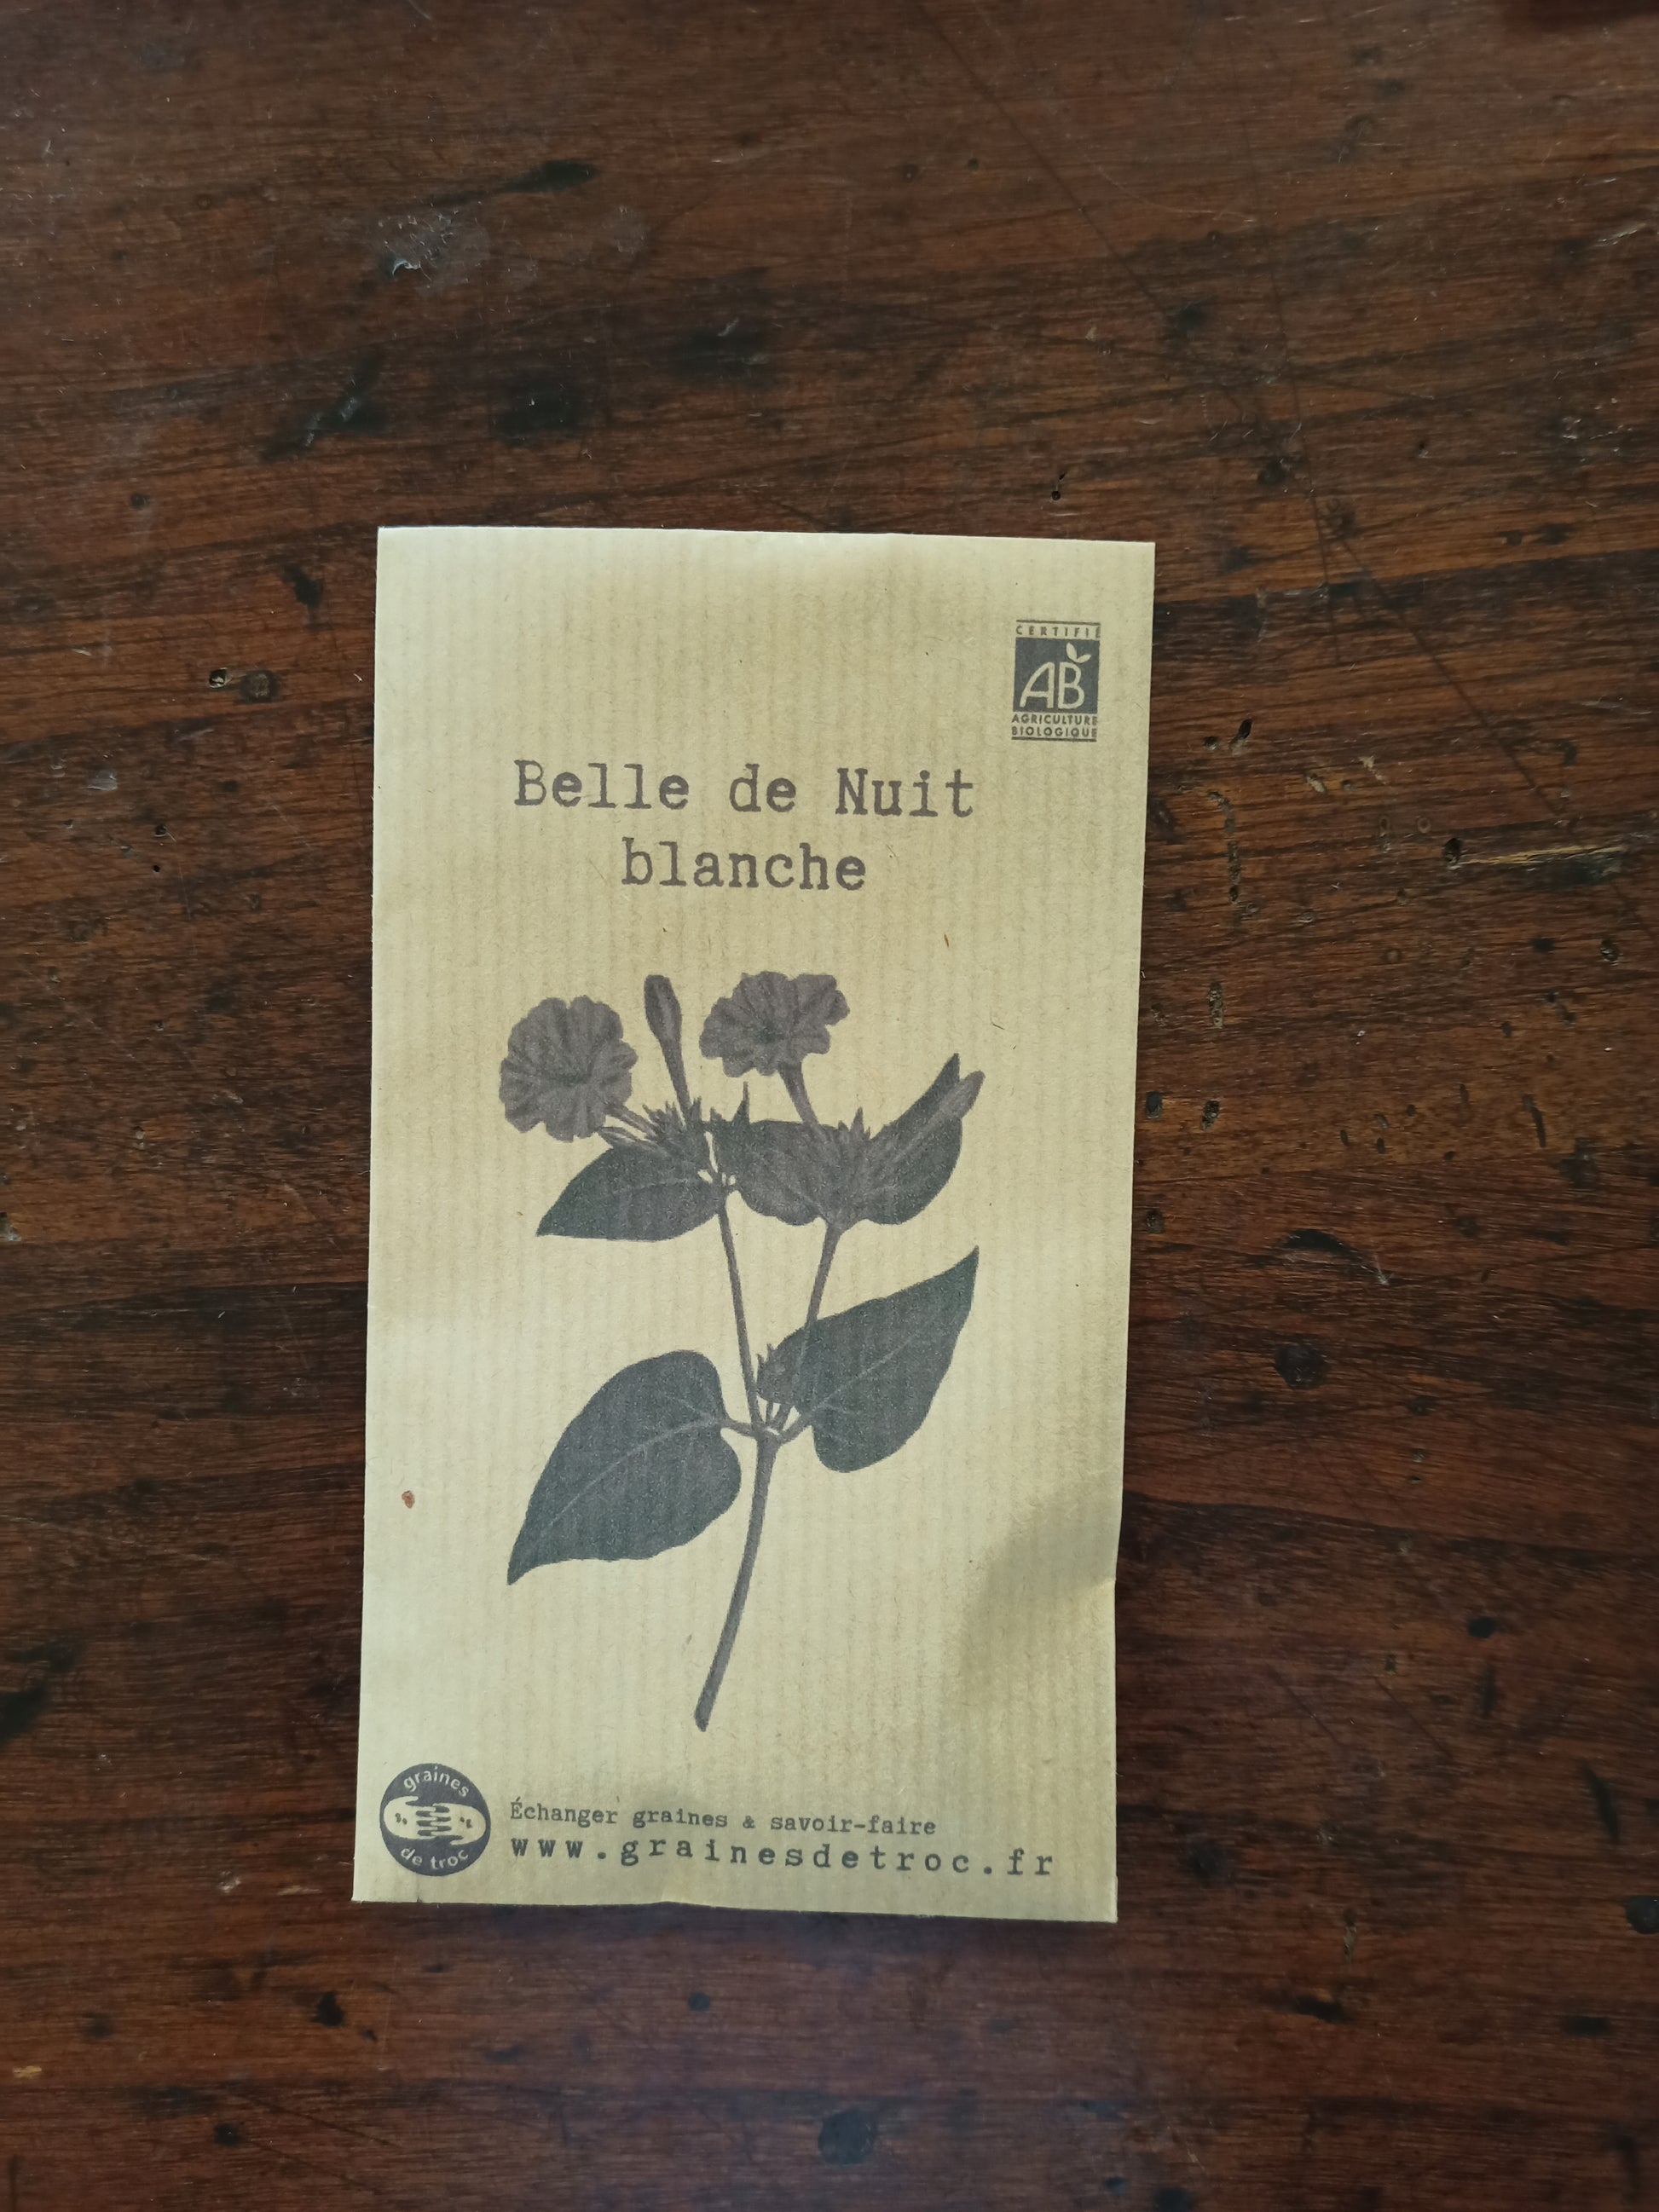 CERTIFIÉ
AB
AGRICULTURE
BIOLOGIQUE
Belle de Nuit
blanche
graines
de troc
Échanger graines & savoir-faire
www.grainesdetroc.fr